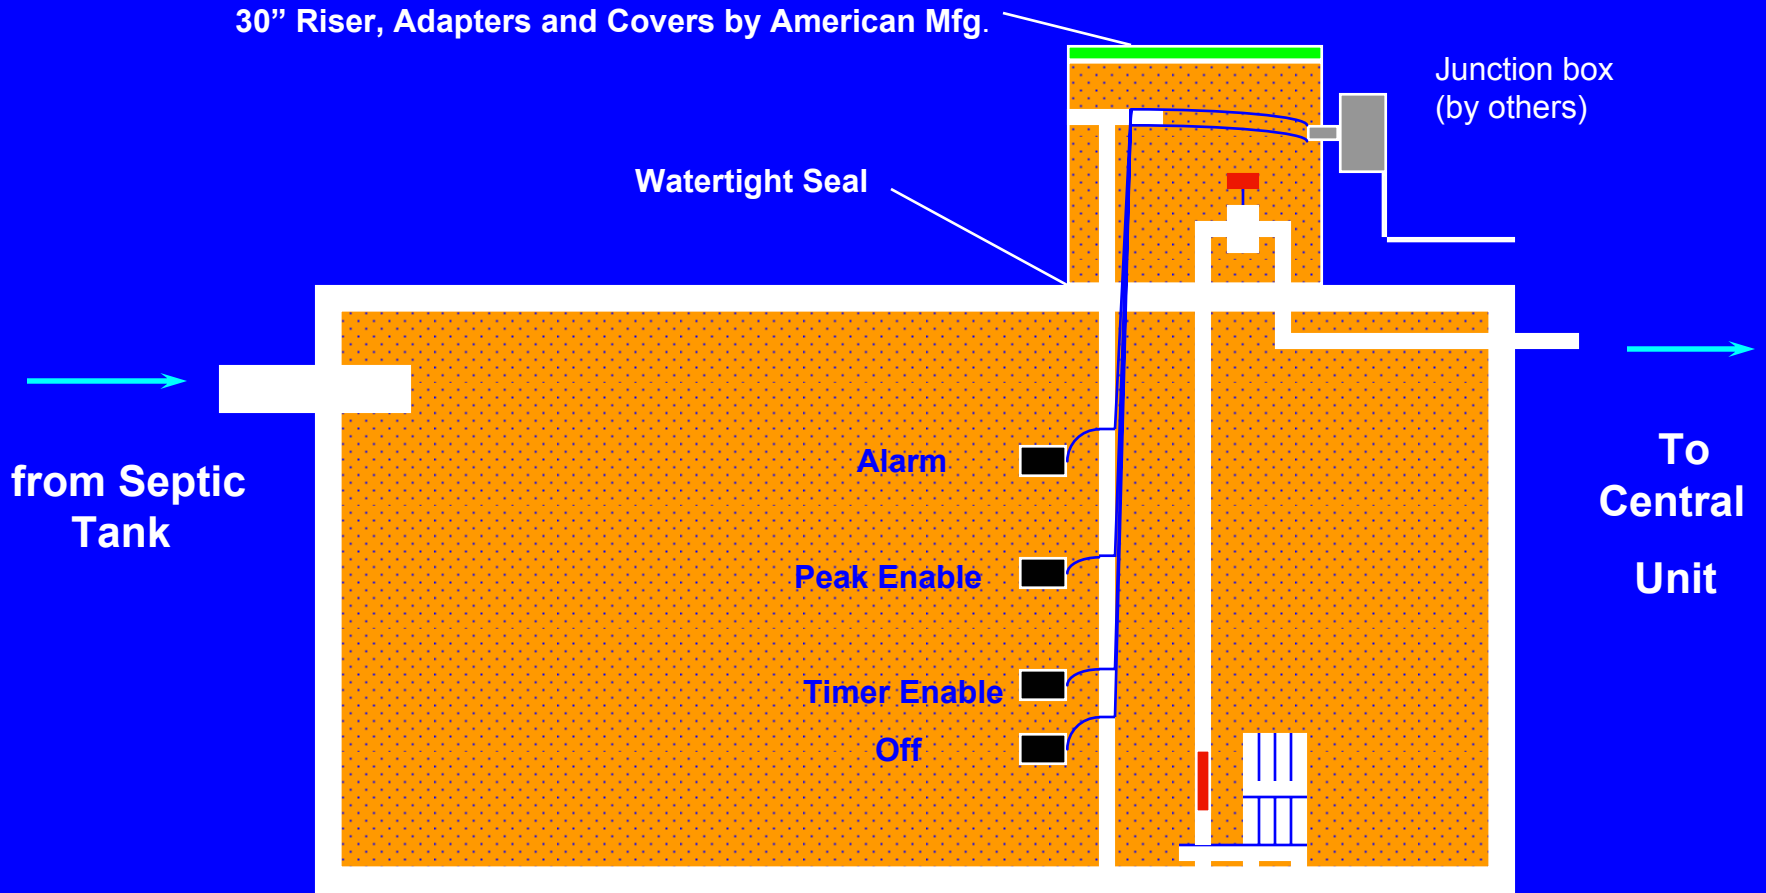 30” Riser, Adapters and Covers by American Mfg.
Junction box
(by others)
Watertight Seal
from Septic
Tank
Alarm
Peak Enable
Timer Enable
Off
To
Central
Unit